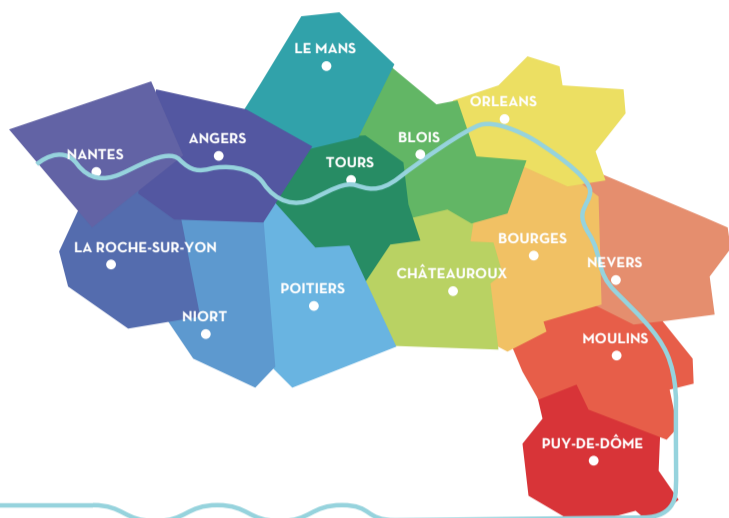 LE MANS
ORLEANS
ANGERS
BLOIS
NANTES
TOURS
LA ROCHE-SUR-YON
BOURGES
NEVERS
CHÂTEAUROUX
POITIERS
NIORT
MOULINS
PUY-DE-DÔME